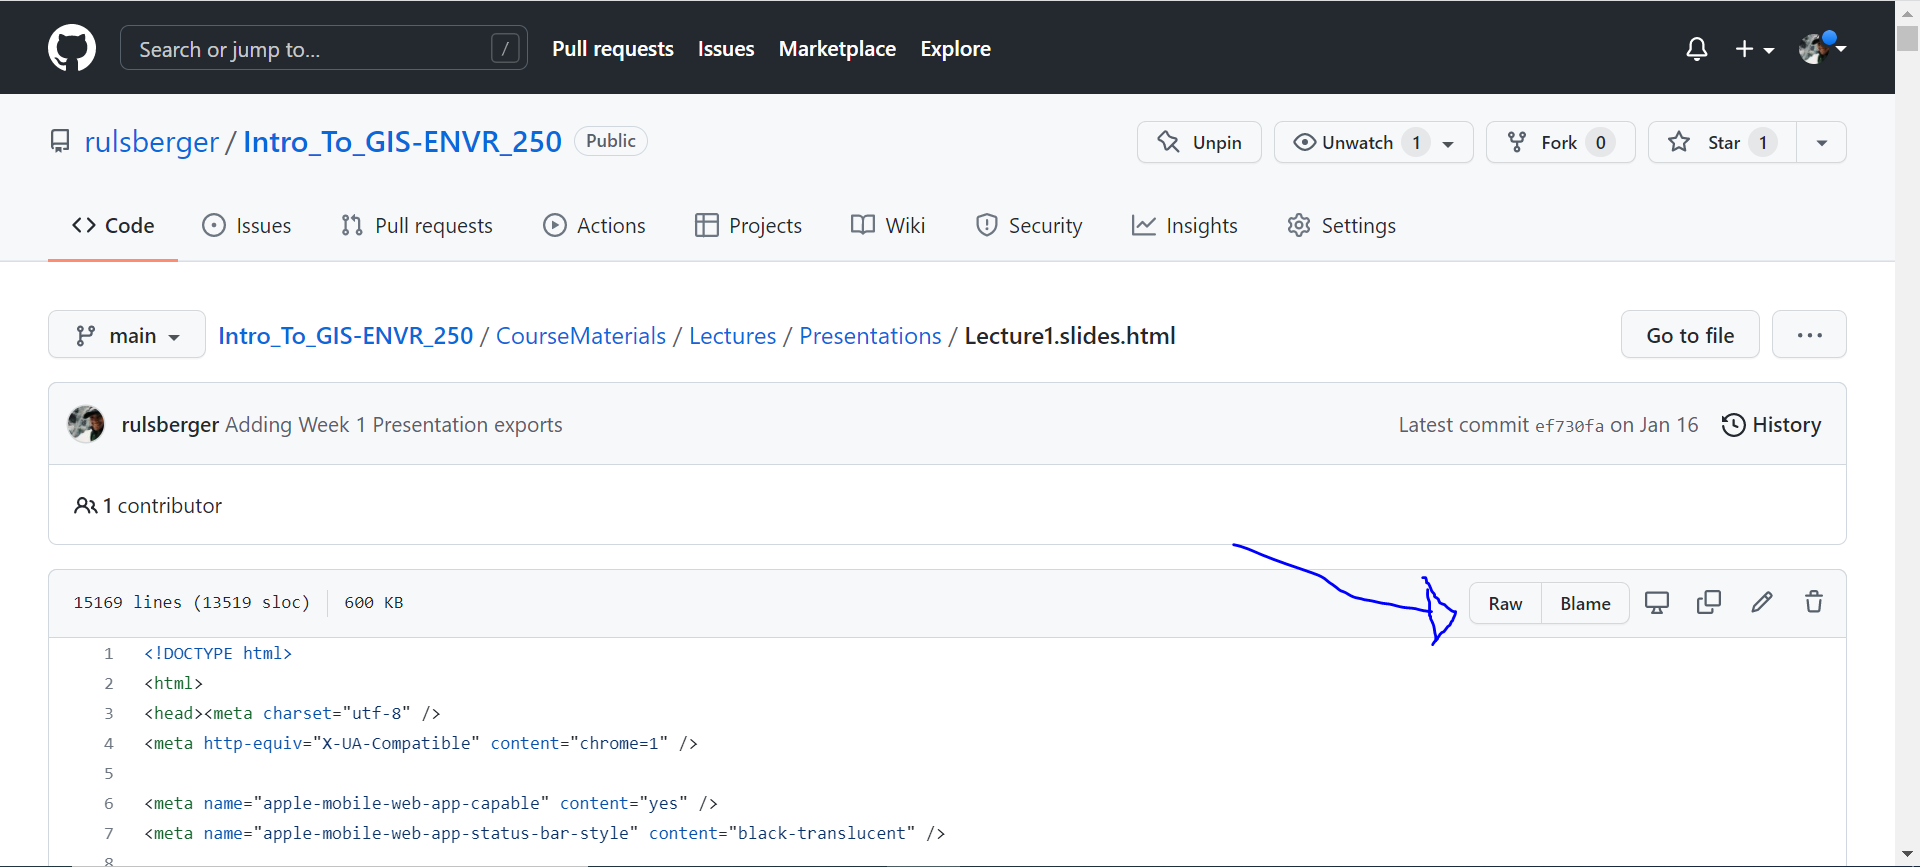 Search or jump to... / Pull requests Issues Marketplace Explore
rulsberger / Intro_To_GIS-ENVR_250 Public Unpin Unwatch 1 Fork 0 Star 1
Code Issues Pull requests Actions Projects Wiki Security Insights Settings
main Intro_To_GIS-ENVR_250 / CourseMaterials / Lectures / Presentations / Lecture1.slides.html Go to file ...
rulsberger Adding Week 1 Presentation exports Latest commit ef730fa on Jan 16 History
1 contributor
15169 lines (13519 sloc) 600 KB Raw Blame
1 <!DOCTYPE html>
2 <html>
3 <head><meta charset="utf-8" />
4 <meta http-equiv="X-UA-Compatible" content="chrome=1" />
5
6 <meta name="apple-mobile-web-app-capable" content="yes" />
7 <meta name="apple-mobile-web-app-status-bar-style" content="black-translucent" />
8